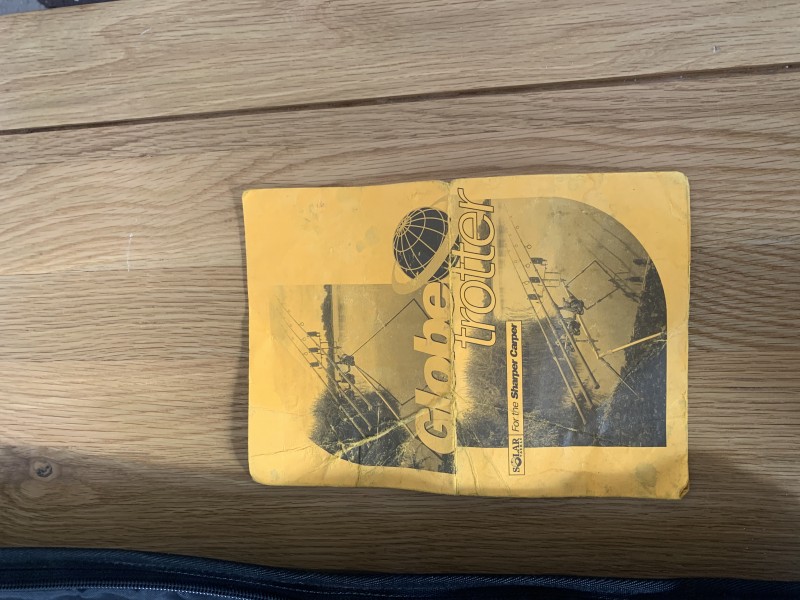 Globe
trotter
SOLAR For the Sharper Carper